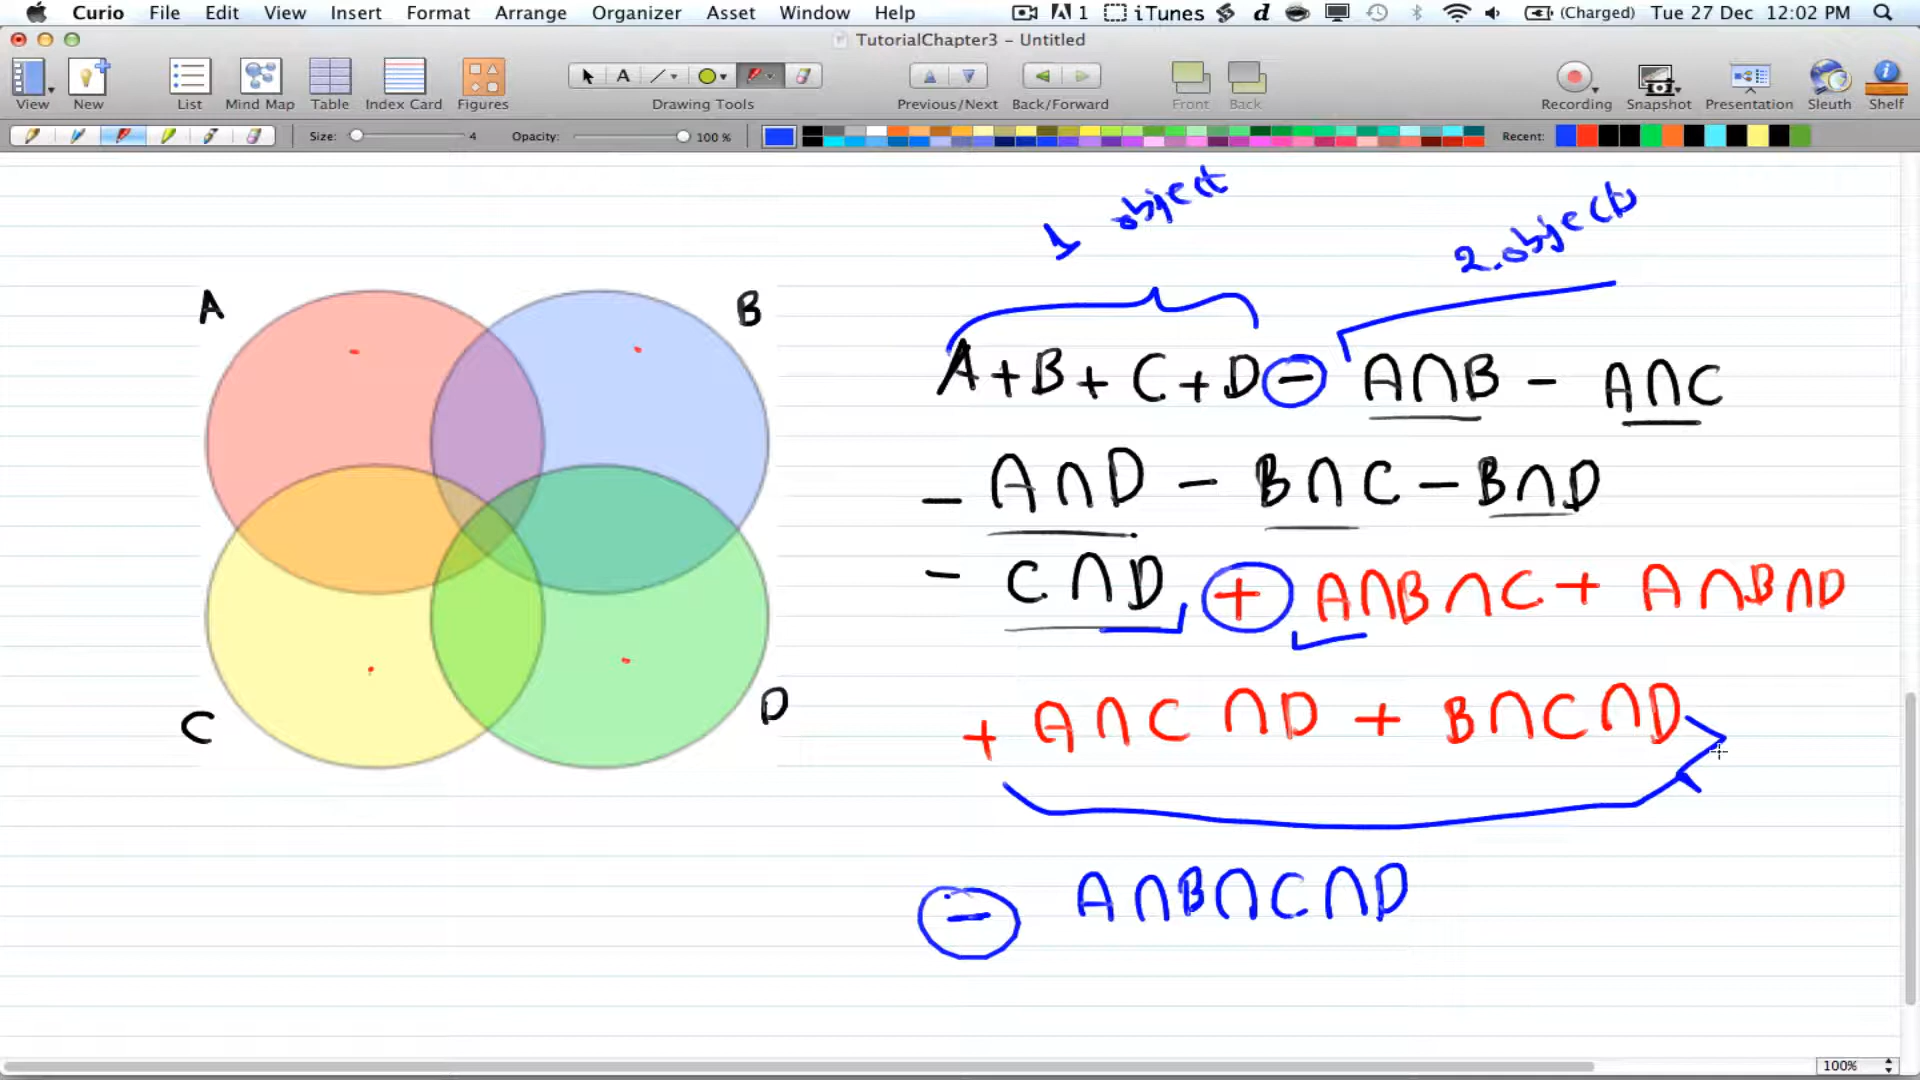 Curio File Edit View Insert Format Arrange Organizer Asset Window Help 1 iTunes d (Charged) Tue 27 Dec 12:02 PM
TutorialChapter3 – Untitled
View New List Mind Map Table Index Card Figures Drawing Tools Previous/Next Back/Forward Front Back Recording Snapshot Presentation Sleuth Shelf
Size: 4 Opacity: 100 % Recent:
1 object
2. objects
A B
A+B+C+D − A∩B − A∩C
− A∩D − B∩C − B∩D
− C∩D + A∩B∩C + A∩B∩D
C D
+ A∩C∩D + B∩C∩D
− A∩B∩C∩D
100%